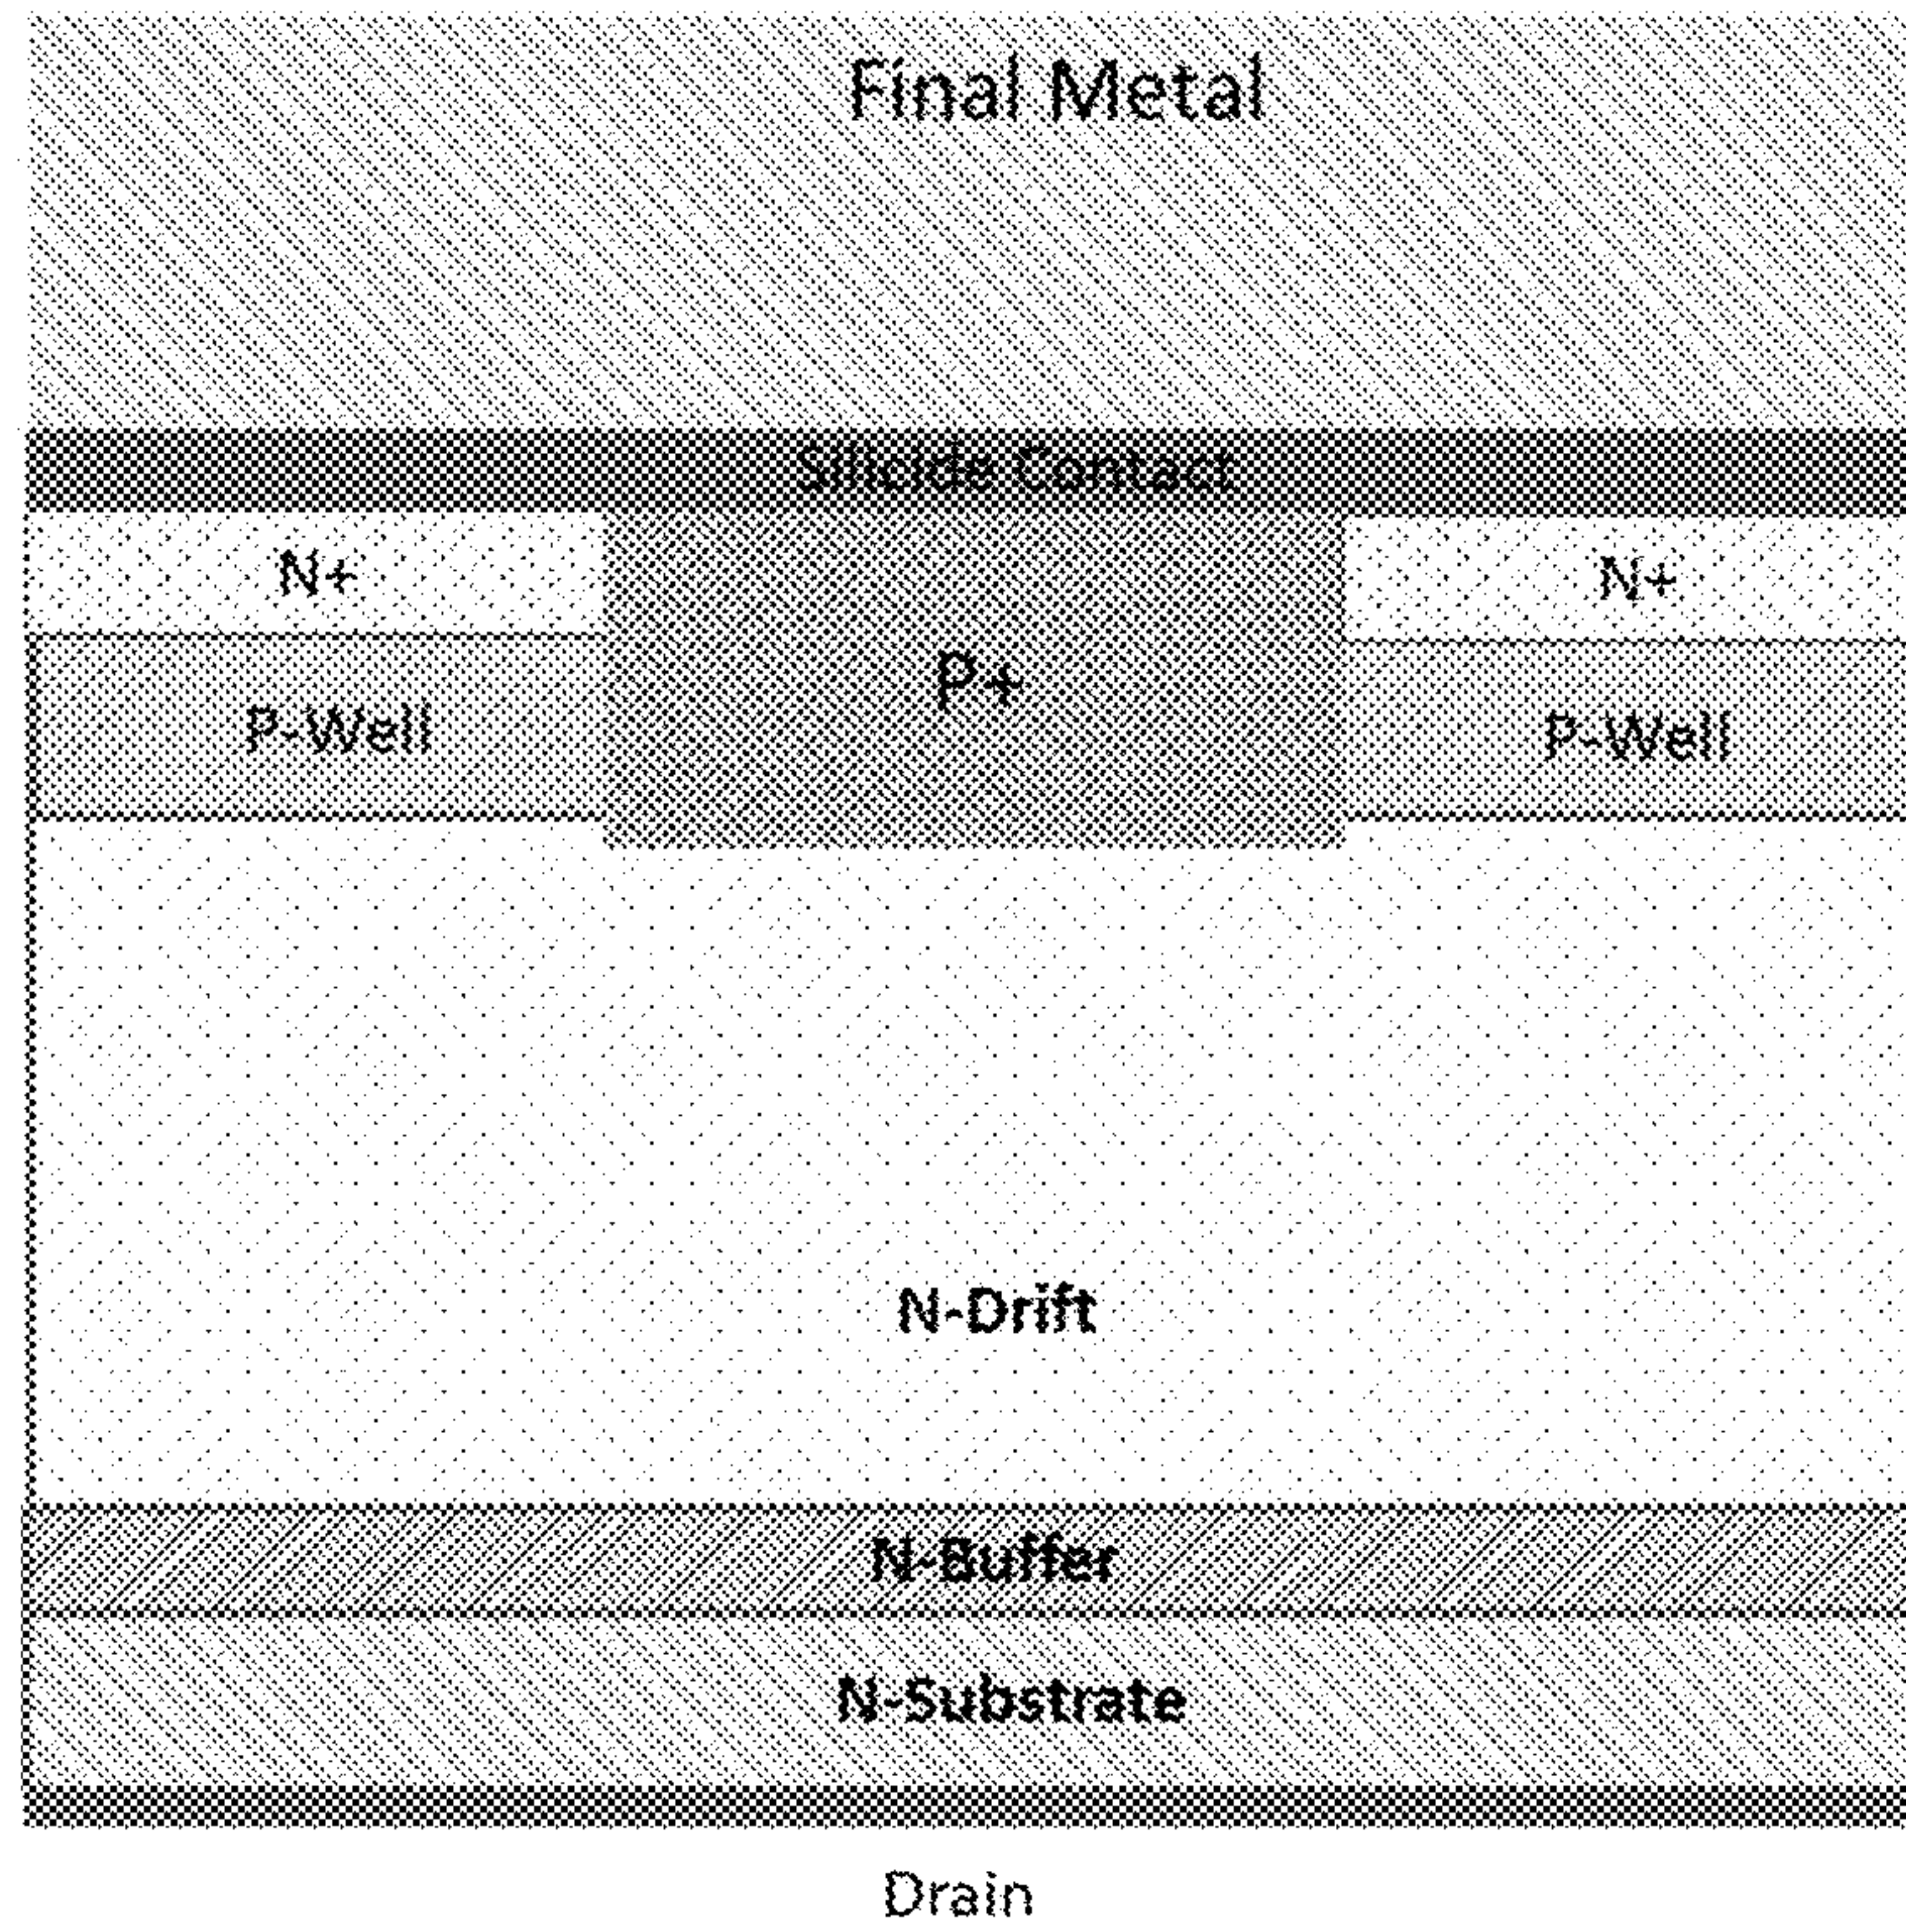 Final Metal
Silicide Contact
N+
N+
P+
P-Well
P-Well
N-Drift
N-Buffer
N-Substrate
Drain